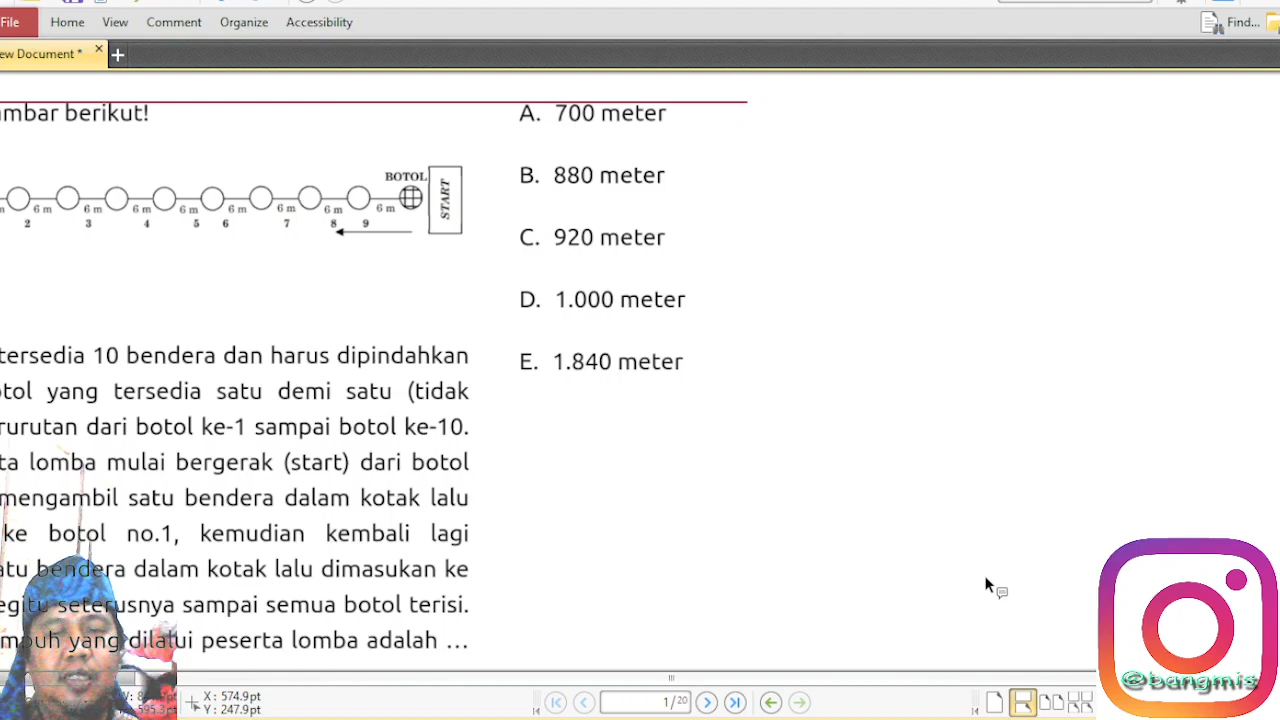 File Home View Comment Organize Accessibility Find...
ew Document *
ambar berikut!
BOTOL
START
6 m 6 m 6 m 6 m 6 m 6 m 6 m 6 m
2 3 4 5 6 7 8 9
tersedia 10 bendera dan harus dipindahkan
otol yang tersedia satu demi satu (tidak
rurutan dari botol ke-1 sampai botol ke-10.
ta lomba mulai bergerak (start) dari botol
mengambil satu bendera dalam kotak lalu
ke botol no.1, kemudian kembali lagi
atu bendera dalam kotak lalu dimasukan ke
egitu seterusnya sampai semua botol terisi.
mpuh yang dilalui peserta lomba adalah …
A. 700 meter
B. 880 meter
C. 920 meter
D. 1.000 meter
E. 1.840 meter
@bangmis
X : 574.9pt
Y : 247.9pt
1 / 20